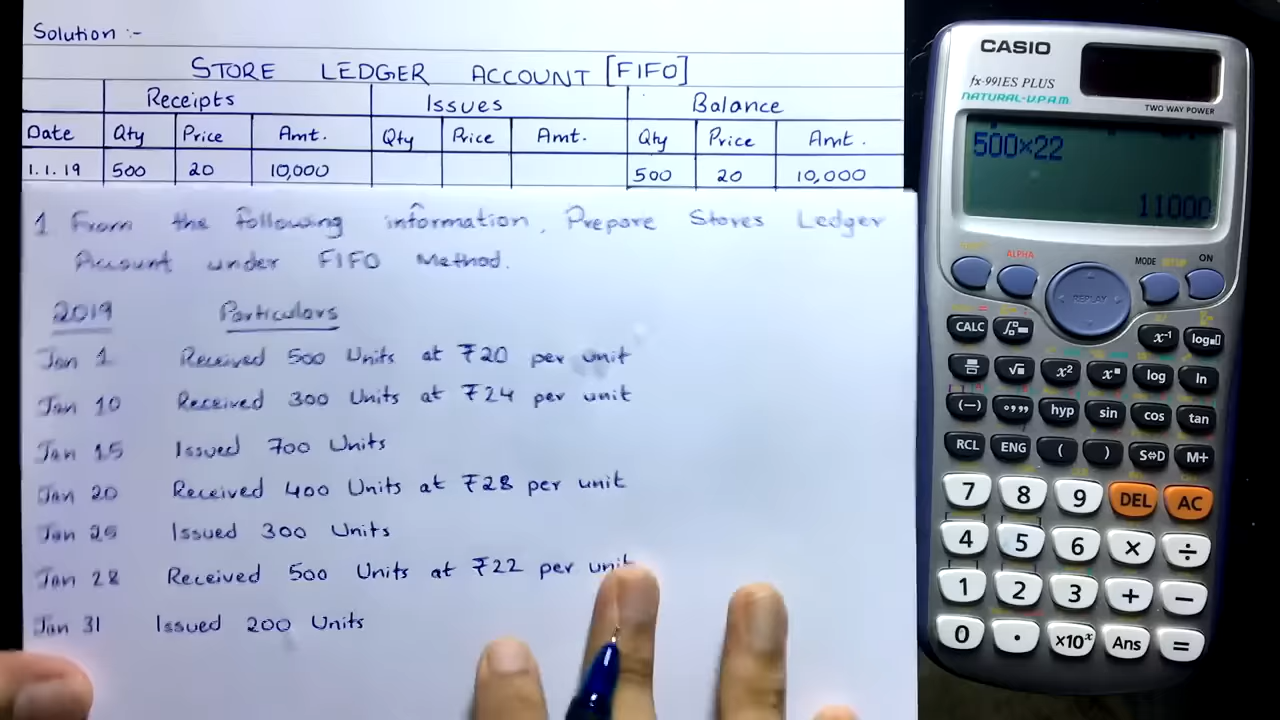 Solution :-
STORE LEDGER ACCOUNT [FIFO]
Receipts Issues Balance
Date Qty Price Amt. Qty Price Amt. Qty Price Amt.
1.1.19 500 20 10,000 500 20 10,000
1 From the following information, Prepare Stores Ledger
Account under FIFO Method.
2019 Particulars
Jan 1 Received 500 Units at ₹20 per unit
Jan 10 Received 300 Units at ₹24 per unit
Jan 15 Issued 700 Units
Jan 20 Received 400 Units at ₹28 per unit
Jan 25 Issued 300 Units
Jan 28 Received 500 Units at ₹22 per unit
Jan 31 Issued 200 Units
CASIO
fx-991ES PLUS
NATURAL-V.P.A.M.
TWO WAY POWER
500×22
11000
ALPHA MODE SETUP ON
REPLAY
CALC x⁻¹ log
x² log ln
(−) hyp sin cos tan
RCL ENG ( ) S⇔D M+
7 8 9 DEL AC
4 5 6 × ÷
1 2 3 + −
0 . ×10ˣ Ans =